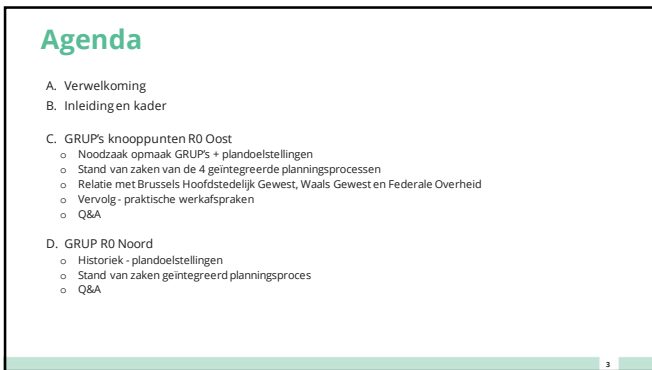 Agenda
A. Verwelkoming
B. Inleiding en kader
C. GRUP's knooppunten R0 Oost
o Noodzaak opmaak GRUP's + plandoelstellingen
o Stand van zaken van de 4 geïntegreerde planningsprocessen
o Relatie met Brussels Hoofdstedelijk Gewest, Waals Gewest en Federale Overheid
o Vervolg - praktische werkafspraken
o Q&A
D. GRUP R0 Noord
o Historiek - plandoelstellingen
o Stand van zaken geïntegreerd planningsproces
o Q&A
3